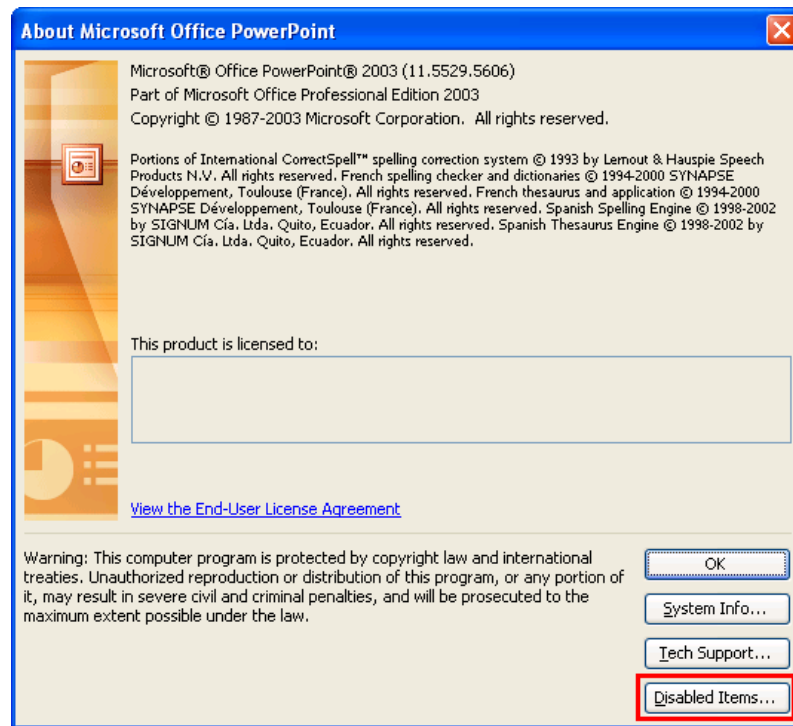 About Microsoft Office PowerPoint
Microsoft® Office PowerPoint® 2003 (11.5529.5606)
Part of Microsoft Office Professional Edition 2003
Copyright © 1987-2003 Microsoft Corporation.  All rights reserved.
Portions of International CorrectSpell™ spelling correction system © 1993 by Lernout & Hauspie Speech
Products N.V. All rights reserved. French spelling checker and dictionaries © 1994-2000 SYNAPSE
Développement, Toulouse (France). All rights reserved. French thesaurus and application © 1994-2000
SYNAPSE Développement, Toulouse (France). All rights reserved. Spanish Spelling Engine © 1998-2002
by SIGNUM Cía. Ltda. Quito, Ecuador. All rights reserved. Spanish Thesaurus Engine © 1998-2002 by
SIGNUM Cía. Ltda. Quito, Ecuador. All rights reserved.
This product is licensed to:
View the End-User License Agreement
Warning: This computer program is protected by copyright law and international
treaties. Unauthorized reproduction or distribution of this program, or any portion of
it, may result in severe civil and criminal penalties, and will be prosecuted to the
maximum extent possible under the law.
OK
System Info...
Tech Support...
Disabled Items...